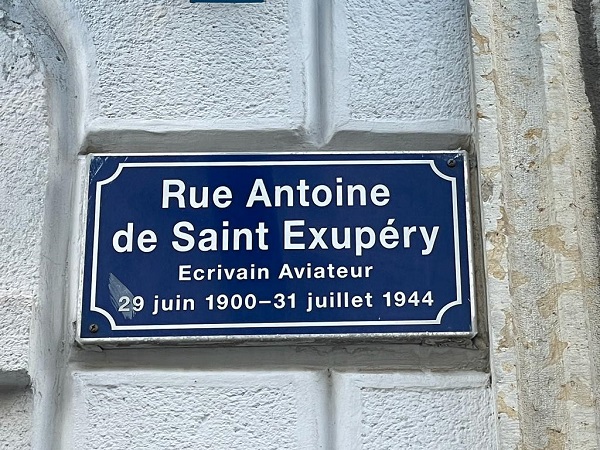 Rue Antoine
de Saint Exupéry
Ecrivain Aviateur
29 juin 1900–31 juillet 1944